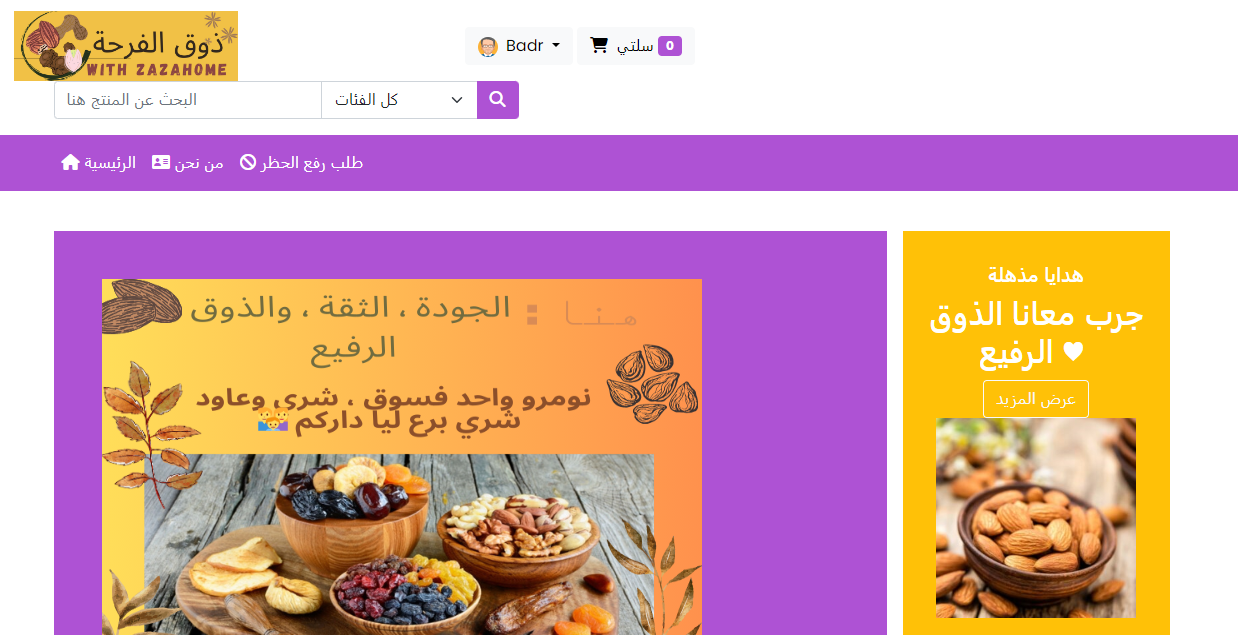 ذوق الفرحة
WITH ZAZAHOME
Badr
سلتي 0
البحث عن المنتج هنا
كل الفئات
الرئيسية
من نحن
طلب رفع الحظر
هنا : الجودة ، الثقة ، والذوق
الرفيع
نومرو واحد فسوق ، شري وعاود
شري برع ليا داركم 🤷
هدايا مذهلة
جرب معانا الذوق
الرفيع ♥
عرض المزيد